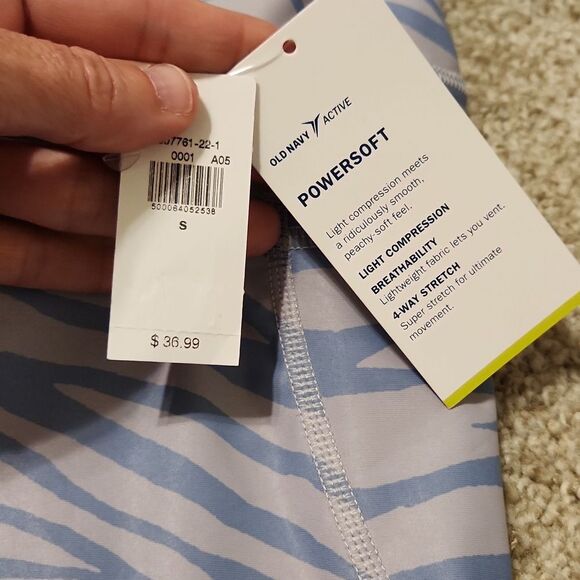 0001 A05
500064052538
S
$ 36.99
OLD NAVY ACTIVE
POWERSOFT
Light compression meets
a ridiculously smooth,
peachy-soft feel.
LIGHT COMPRESSION
BREATHABILITY
Lightweight fabric lets you vent.
4-WAY STRETCH
Super stretch for ultimate
movement.